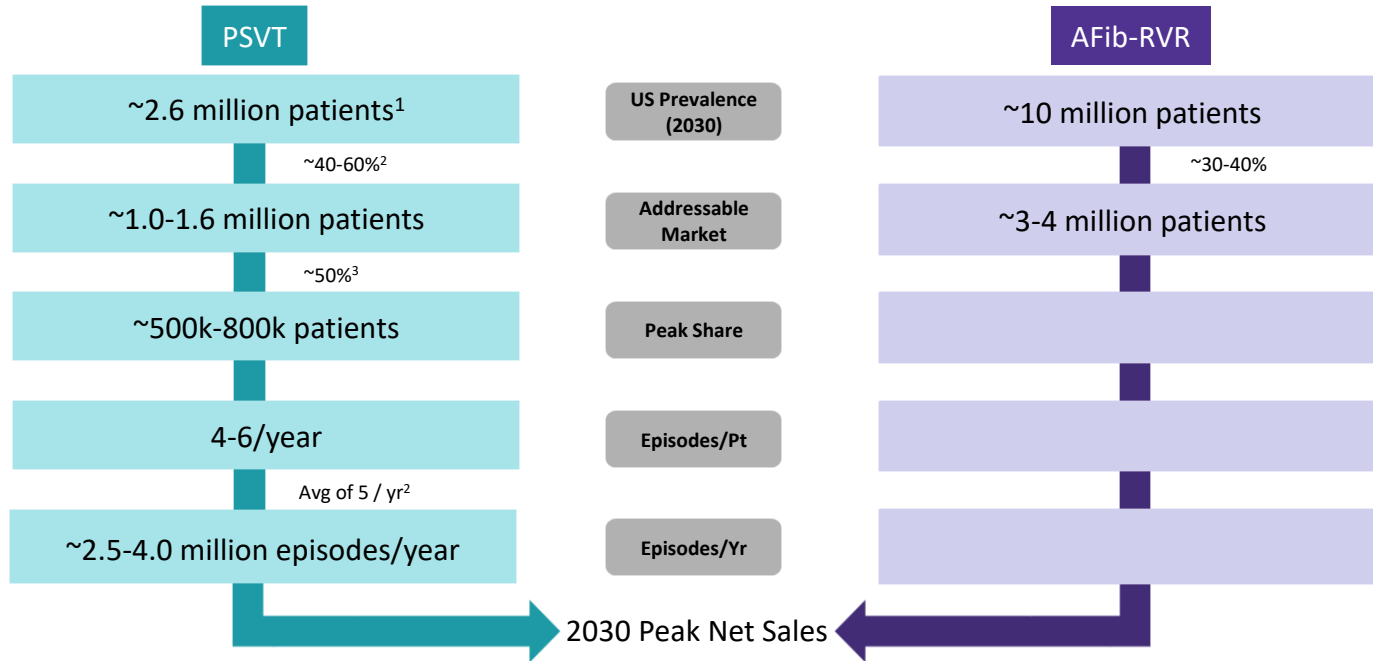 PSVT
AFib-RVR
~2.6 million patients¹
US Prevalence
(2030)
~10 million patients
~40-60%²
~30-40%
~1.0-1.6 million patients
Addressable
Market
~3-4 million patients
~50%³
~500k-800k patients
Peak Share
4-6/year
Episodes/Pt
Avg of 5 / yr²
~2.5-4.0 million episodes/year
Episodes/Yr
2030 Peak Net Sales